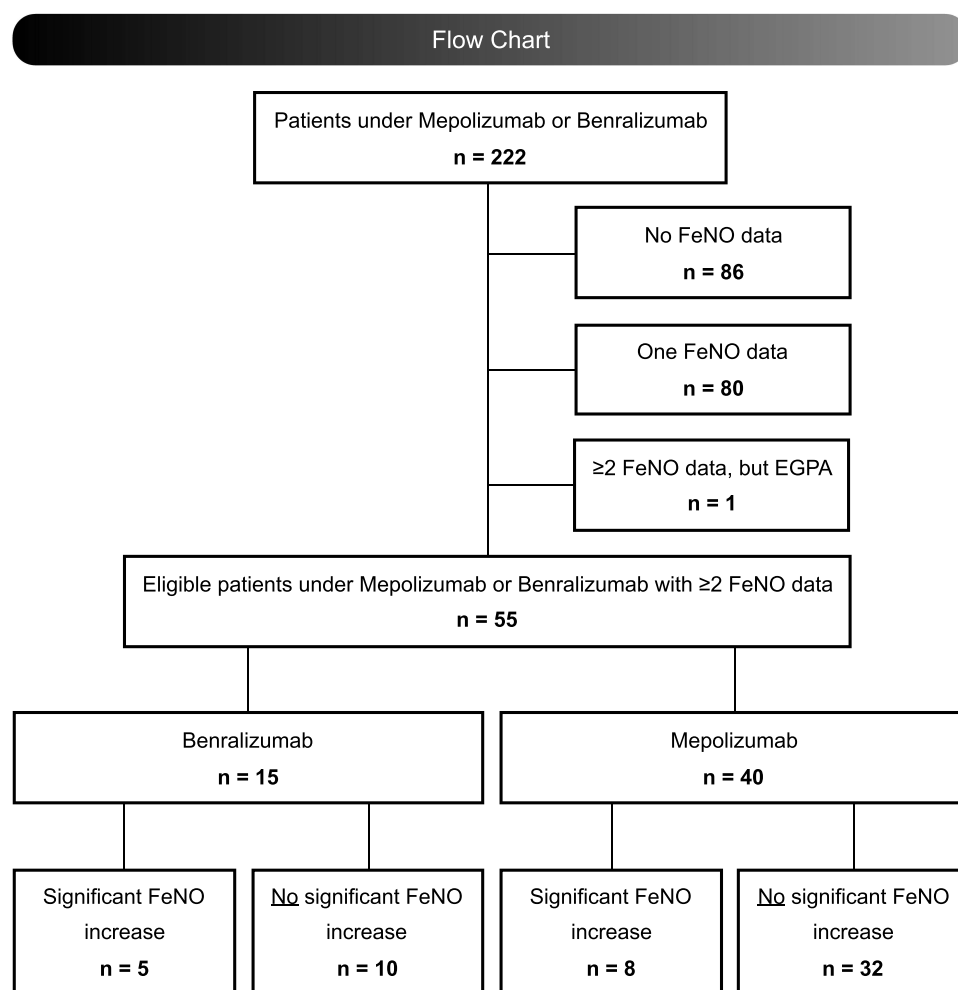 Flow Chart
Patients under Mepolizumab or Benralizumab
n = 222
No FeNO data
n = 86
One FeNO data
n = 80
≥2 FeNO data, but EGPA
n = 1
Eligible patients under Mepolizumab or Benralizumab with ≥2 FeNO data
n = 55
Benralizumab
n = 15
Mepolizumab
n = 40
Significant FeNO
increase
n = 5
No significant FeNO
increase
n = 10
Significant FeNO
increase
n = 8
No significant FeNO
increase
n = 32